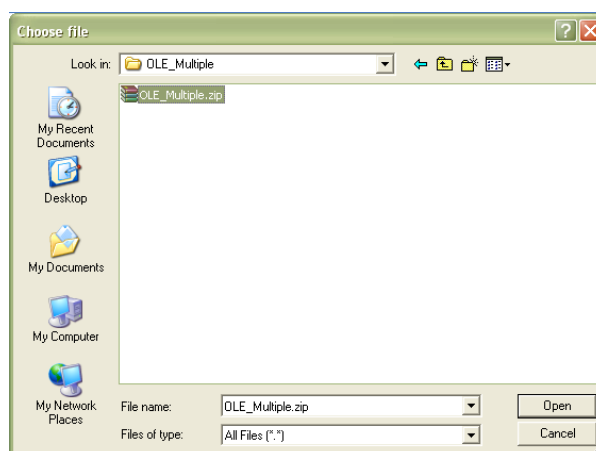 Choose file
Look in:
OLE_Multiple
OLE_Multiple.zip
My Recent
Documents
Desktop
My Documents
My Computer
My Network
Places
File name:
OLE_Multiple.zip
Open
Files of type:
All Files (*.*)
Cancel